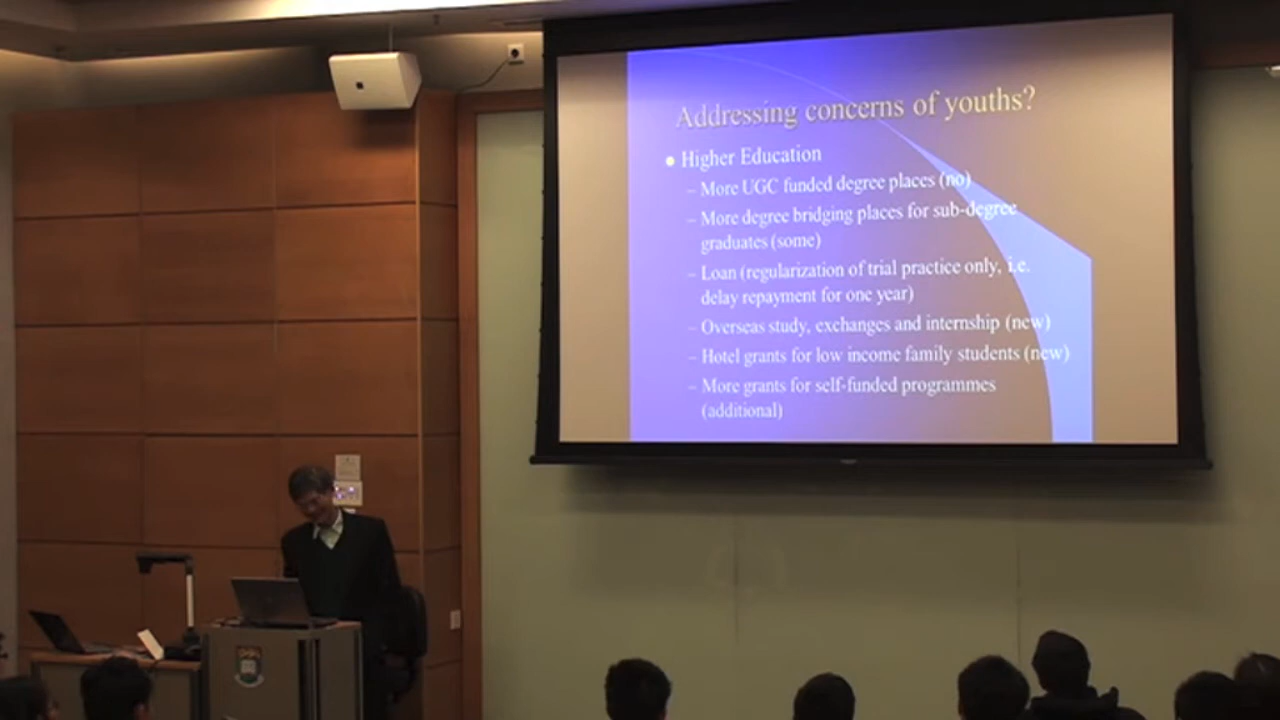 Addressing concerns of youths?
● Higher Education
– More UGC funded degree places (no)
– More degree bridging places for sub-degree
graduates (some)
– Loan (regularization of trial practice only, i.e.
delay repayment for one year)
– Overseas study, exchanges and internship (new)
– Hotel grants for low income family students (new)
– More grants for self-funded programmes
(additional)